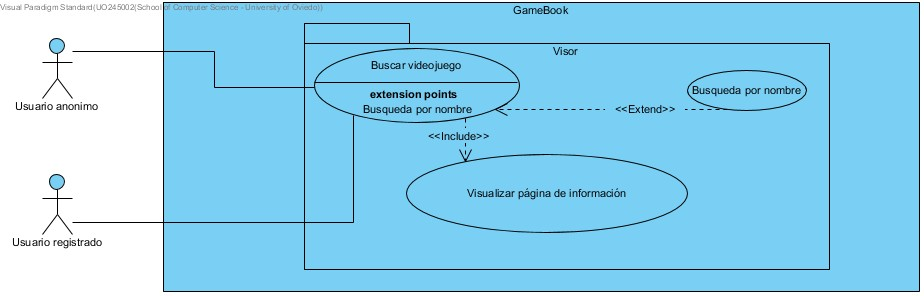 Visual Paradigm Standard(UO245002(School of Computer Science - University of Oviedo))
GameBook
Visor
Buscar videojuego
extension points
Busqueda por nombre
Busqueda por nombre
<<Extend>>
<<Include>>
Usuario anonimo
Visualizar página de información
Usuario registrado